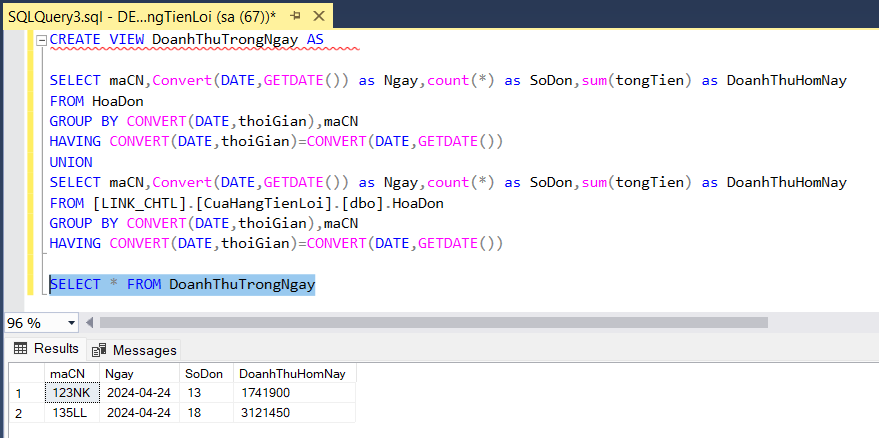 SQLQuery3.sql - DE...ngTienLoi (sa (67))*
CREATE VIEW DoanhThuTrongNgay AS
SELECT maCN,Convert(DATE,GETDATE()) as Ngay,count(*) as SoDon,sum(tongTien) as DoanhThuHomNay
FROM HoaDon
GROUP BY CONVERT(DATE,thoiGian),maCN
HAVING CONVERT(DATE,thoiGian)=CONVERT(DATE,GETDATE())
UNION
SELECT maCN,Convert(DATE,GETDATE()) as Ngay,count(*) as SoDon,sum(tongTien) as DoanhThuHomNay
FROM [LINK_CHTL].[CuaHangTienLoi].[dbo].HoaDon
GROUP BY CONVERT(DATE,thoiGian),maCN
HAVING CONVERT(DATE,thoiGian)=CONVERT(DATE,GETDATE())
SELECT * FROM DoanhThuTrongNgay
96 %
Results Messages
maCN Ngay SoDon DoanhThuHomNay
1 123NK 2024-04-24 13 1741900
2 135LL 2024-04-24 18 3121450